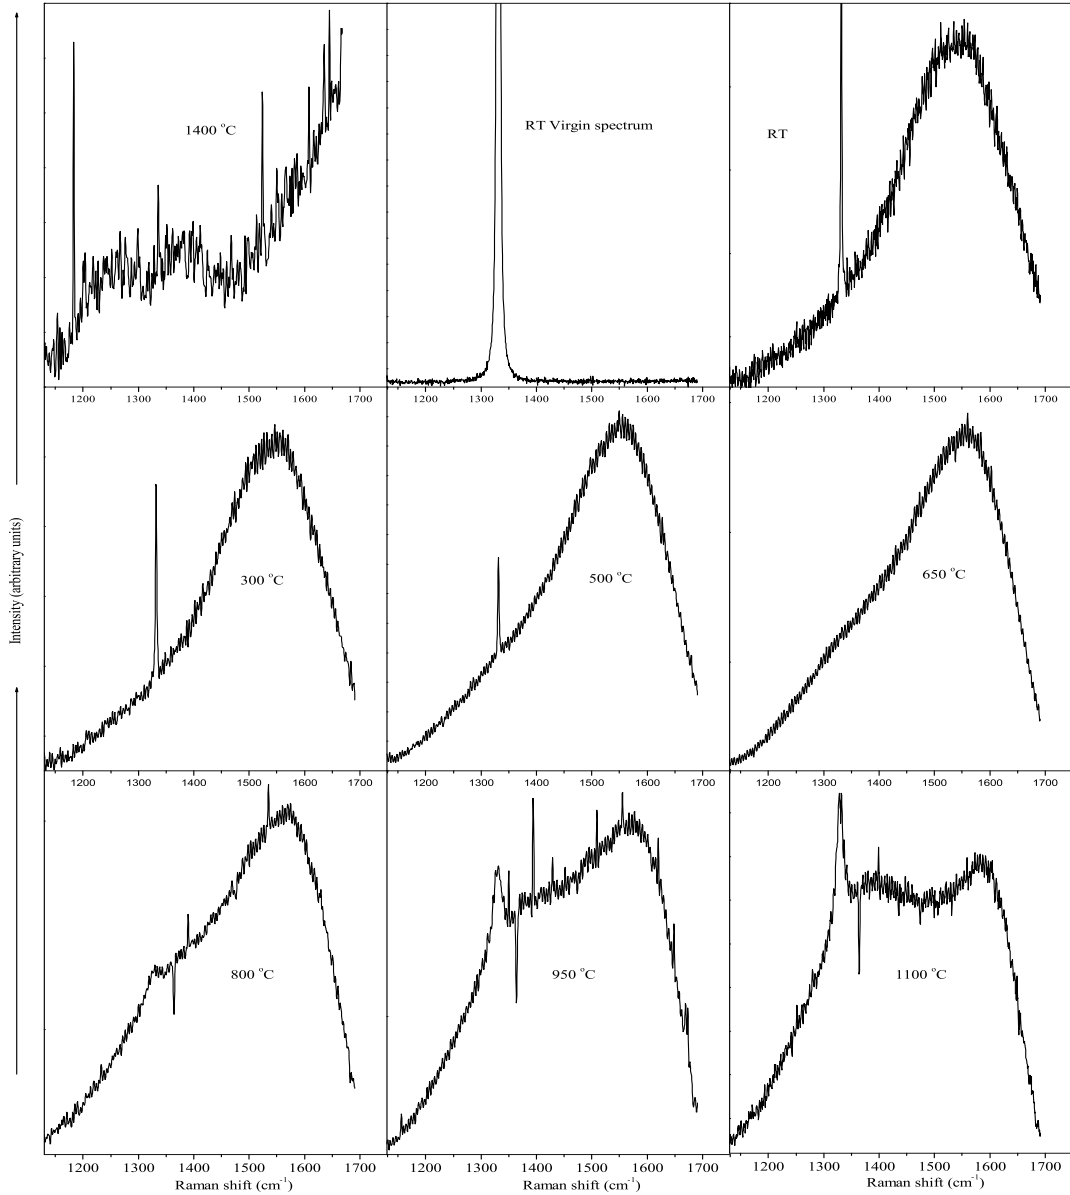 1400 °C
RT Virgin spectrum
RT
1200 1300 1400 1500 1600 1700
1200 1300 1400 1500 1600 1700
1200 1300 1400 1500 1600 1700
Intensity (arbitrary units)
300 °C
500 °C
650 °C
1200 1300 1400 1500 1600 1700
1200 1300 1400 1500 1600 1700
1200 1300 1400 1500 1600 1700
800 °C
950 °C
1100 °C
1200 1300 1400 1500 1600 1700
1200 1300 1400 1500 1600 1700
1200 1300 1400 1500 1600 1700
Raman shift (cm⁻¹)
Raman shift (cm⁻¹)
Raman shift (cm⁻¹)